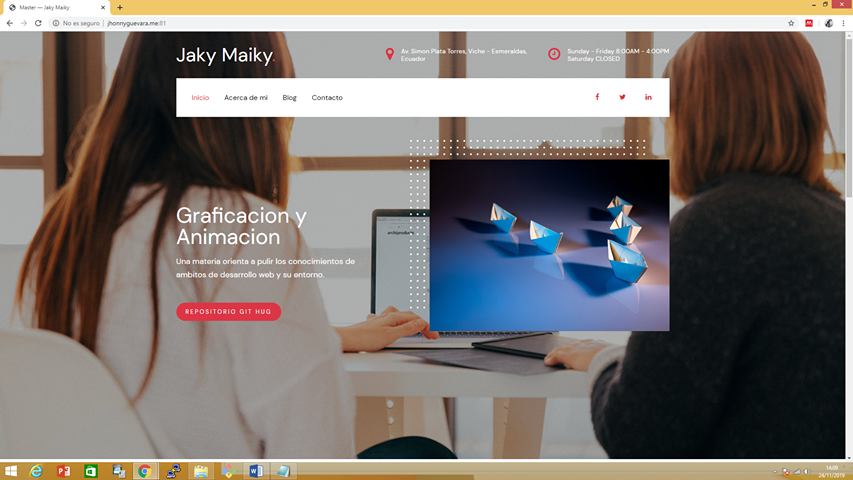 Master — Jaky Maiky
No es seguro | jhonnyguevara.me:81
Jaky Maiky.
Av. Simon Plata Torres, Viche - Esmeraldas,
Ecuador
Sunday - Friday 8:00AM - 4:00PM
Saturday CLOSED
Inicio
Acerca de mi
Blog
Contacto
Graficacion y
Animacion
Una materia orienta a pulir los conocimientos de
ambitos de desarrollo web y su entorno.
REPOSITORIO GIT HUG
14:08
24/11/2019